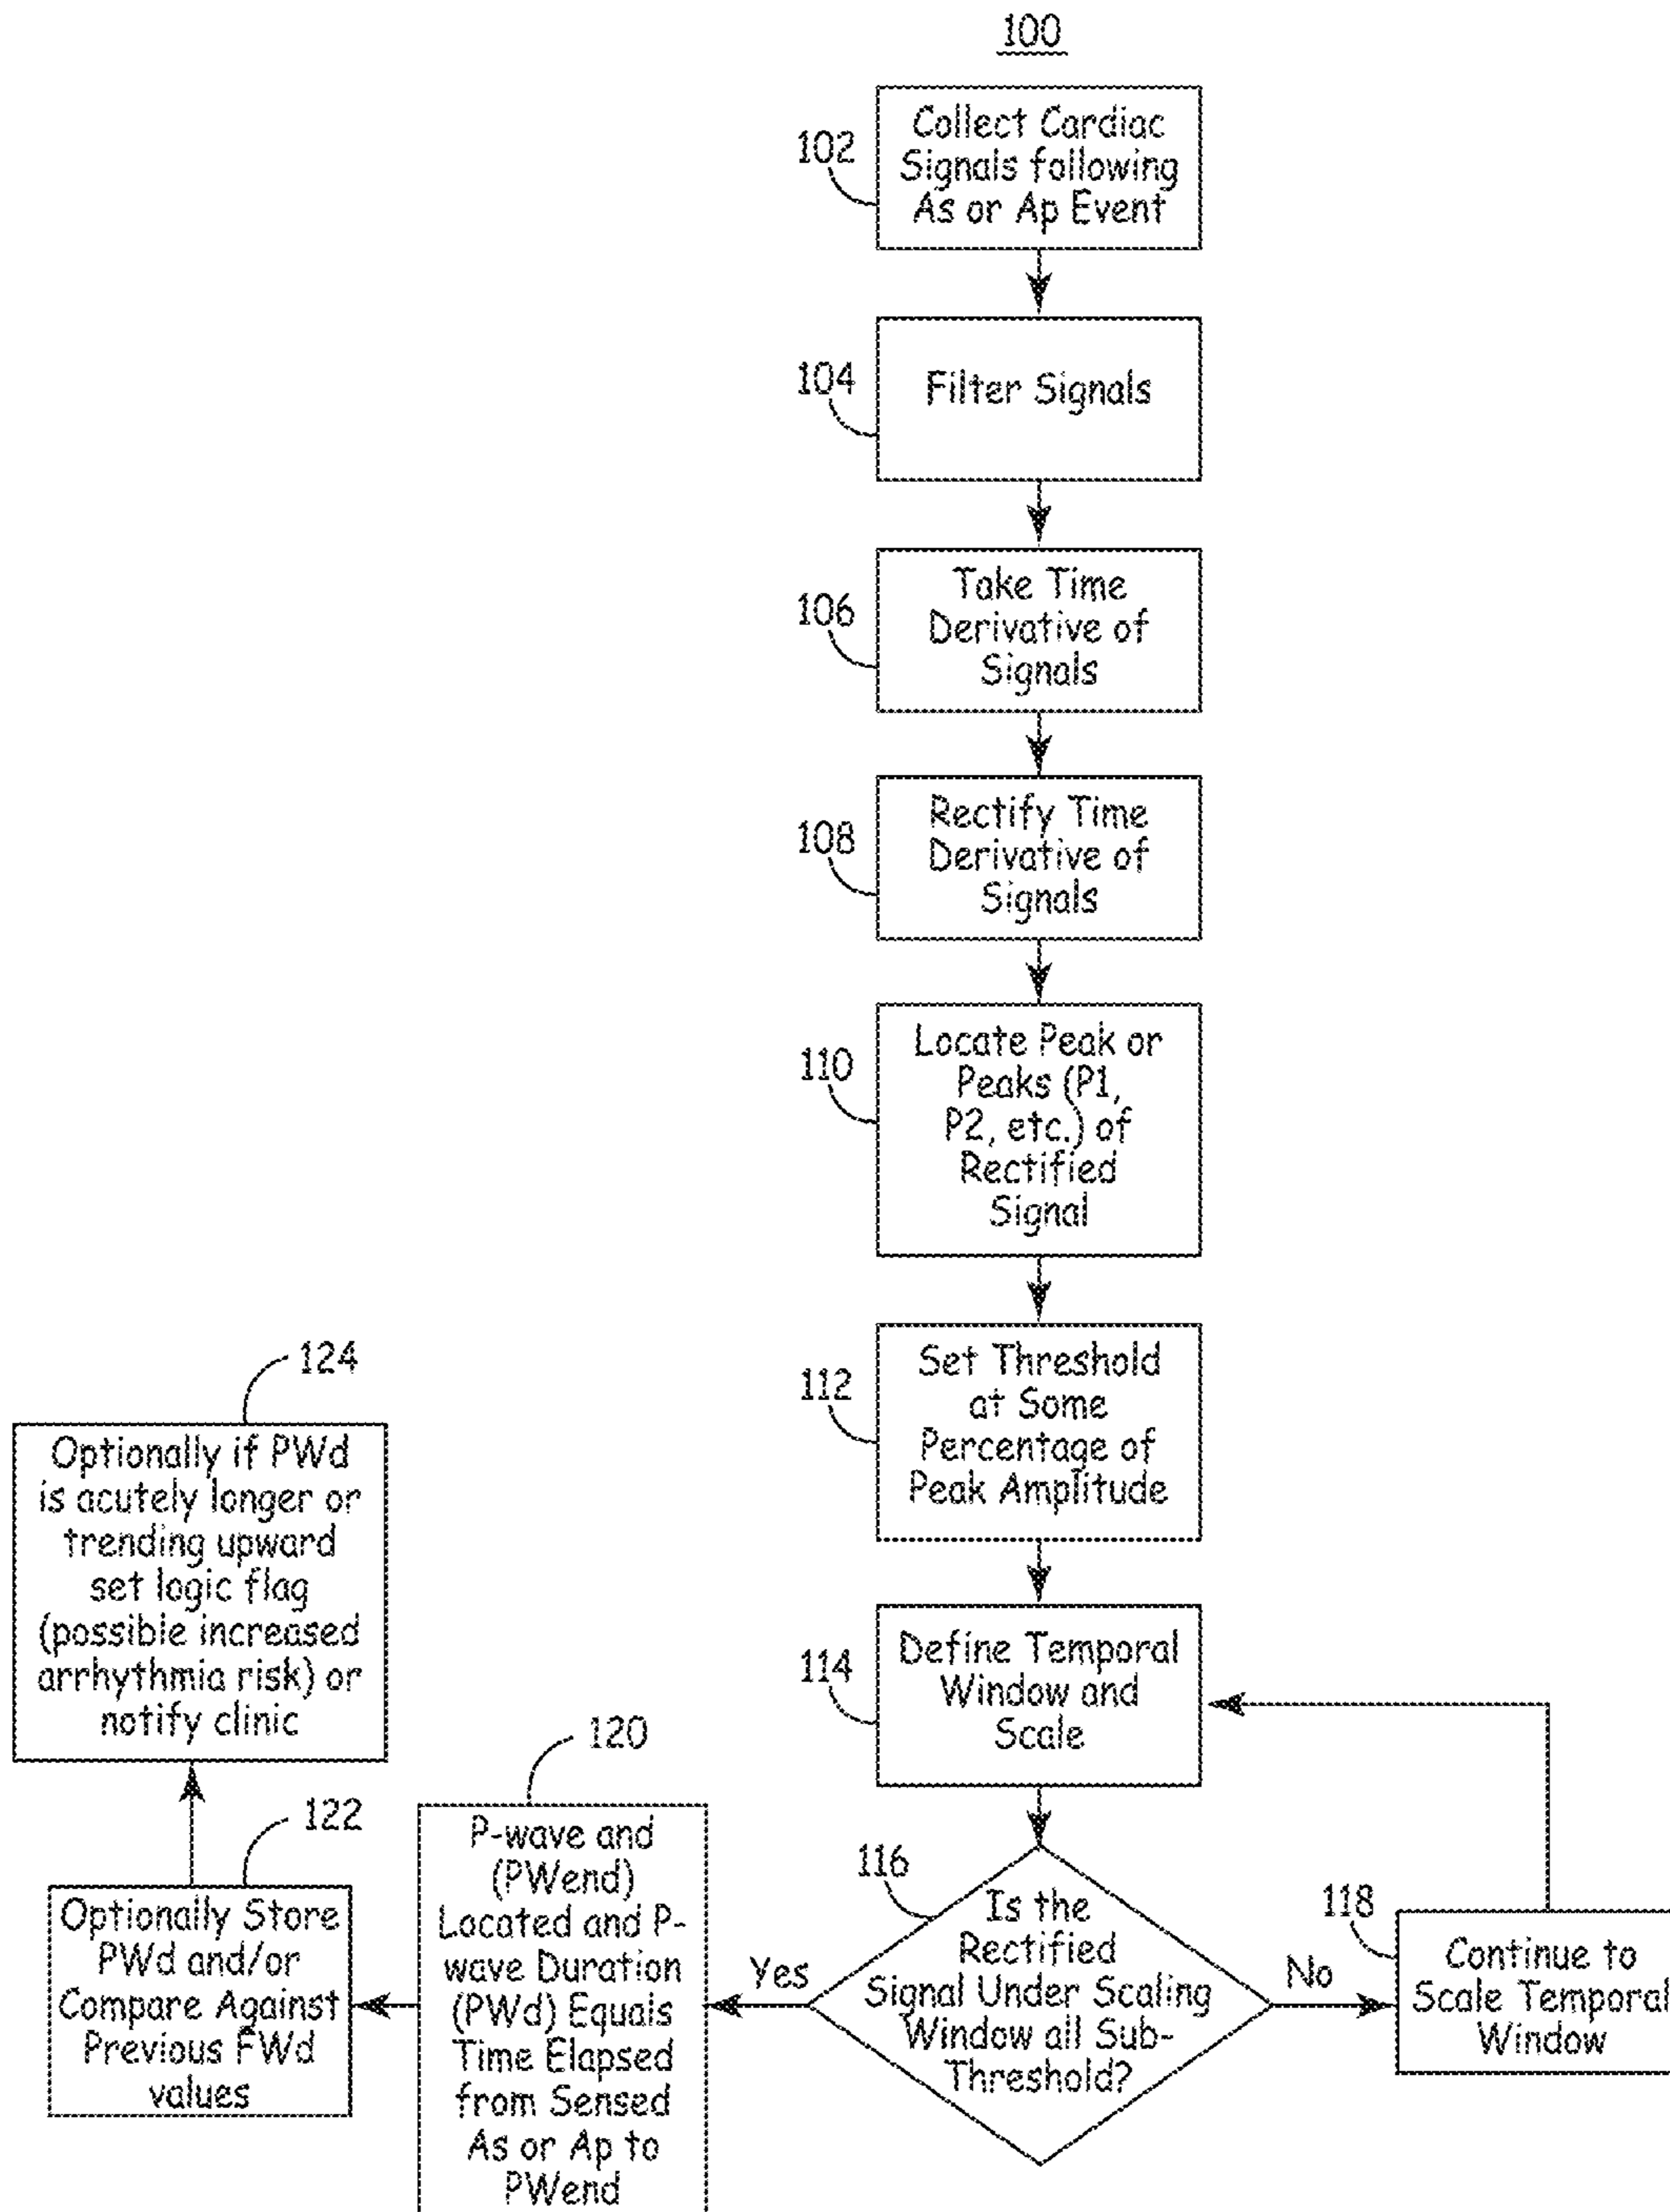 100
102
Collect Cardiac
Signals following
As or Ap Event
104
Filter Signals
106
Take Time
Derivative of
Signals
108
Rectify Time
Derivative of
Signals
110
Locate Peak or
Peaks (P1,
P2, etc.) of
Rectified
Signal
112
Set Threshold
at Some
Percentage of
Peak Amplitude
114
Define Temporal
Window and
Scale
116
Is the
Rectified
Signal Under Scaling
Window all Sub-
Threshold?
No
118
Continue to
Scale Temporal
Window
Yes
120
P-wave and
(PWend)
Located and P-
wave Duration
(PWd) Equals
Time Elapsed
from Sensed
As or Ap to
PWend
122
Optionally Store
PWd and/or
Compare Against
Previous FWd
values
124
Optionally if PWd
is acutely longer or
trending upward
set logic flag
(possible increased
arrhythmia risk) or
notify clinic